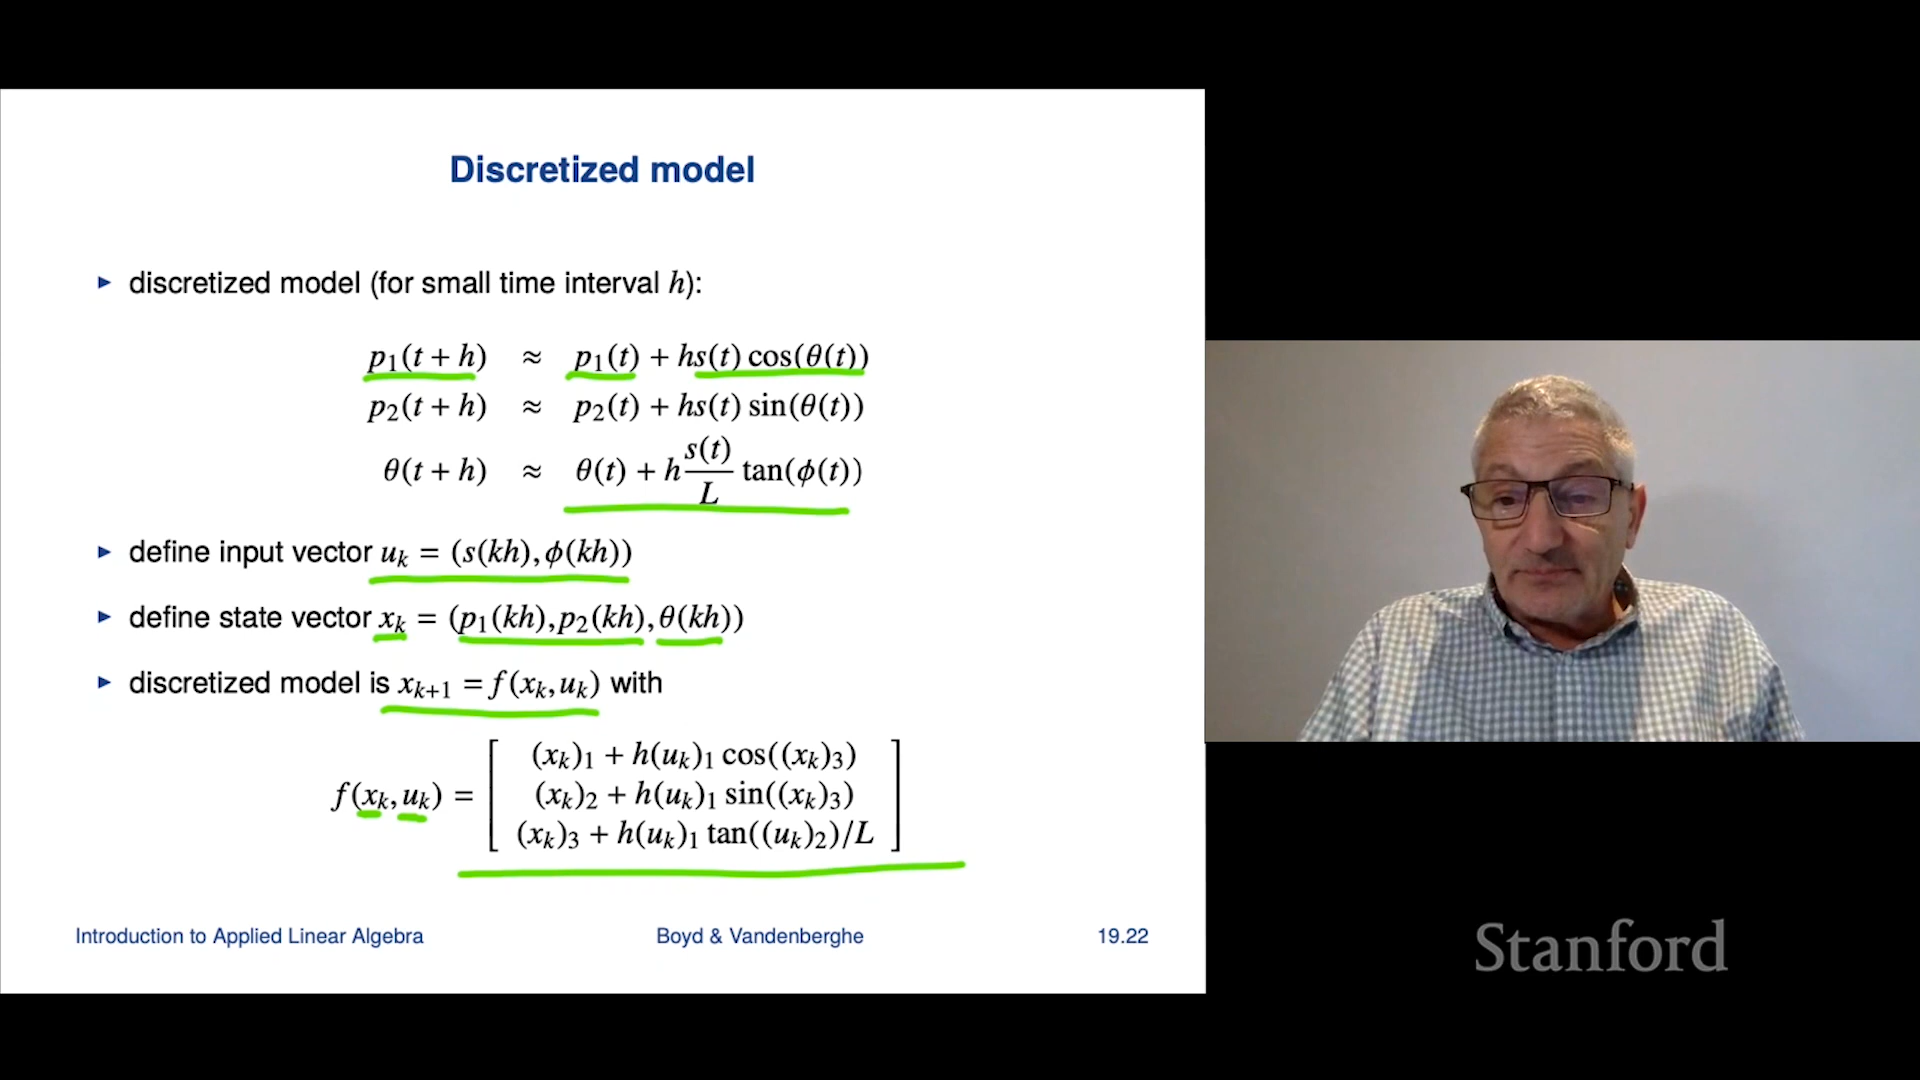 Discretized model
▶ discretized model (for small time interval h):
p₁(t + h) ≈ p₁(t) + hs(t) cos(θ(t))
p₂(t + h) ≈ p₂(t) + hs(t) sin(θ(t))
θ(t + h) ≈ θ(t) + h s(t)/L tan(ϕ(t))
▶ define input vector uₖ = (s(kh), ϕ(kh))
▶ define state vector xₖ = (p₁(kh), p₂(kh), θ(kh))
▶ discretized model is xₖ₊₁ = f(xₖ, uₖ) with
f(xₖ, uₖ) = [ (xₖ)₁ + h(uₖ)₁ cos((xₖ)₃)
(xₖ)₂ + h(uₖ)₁ sin((xₖ)₃)
(xₖ)₃ + h(uₖ)₁ tan((uₖ)₂)/L ]
Introduction to Applied Linear Algebra Boyd & Vandenberghe 19.22
Stanford